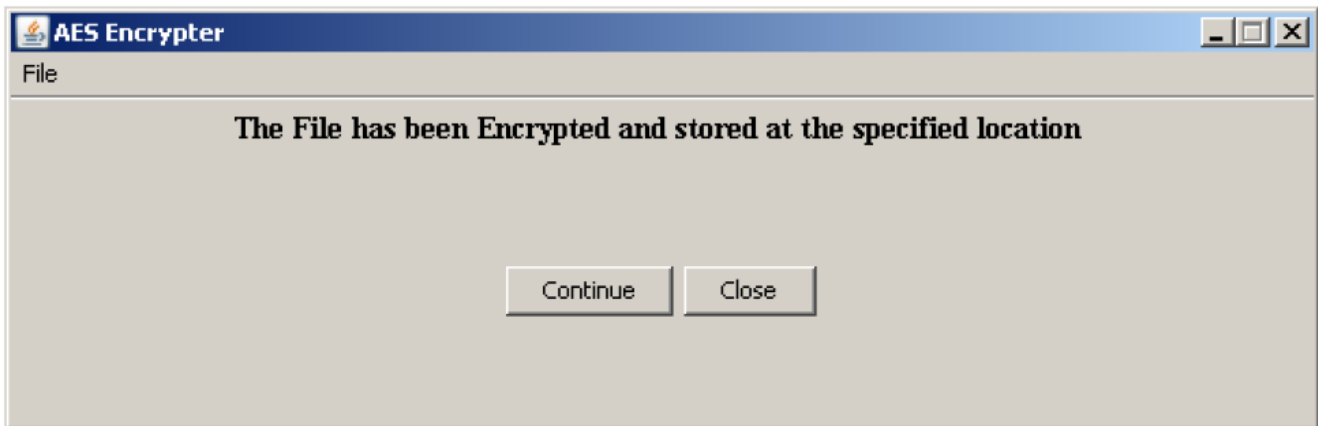 AES Encrypter
File
The File has been Encrypted and stored at the specified location
Continue Close